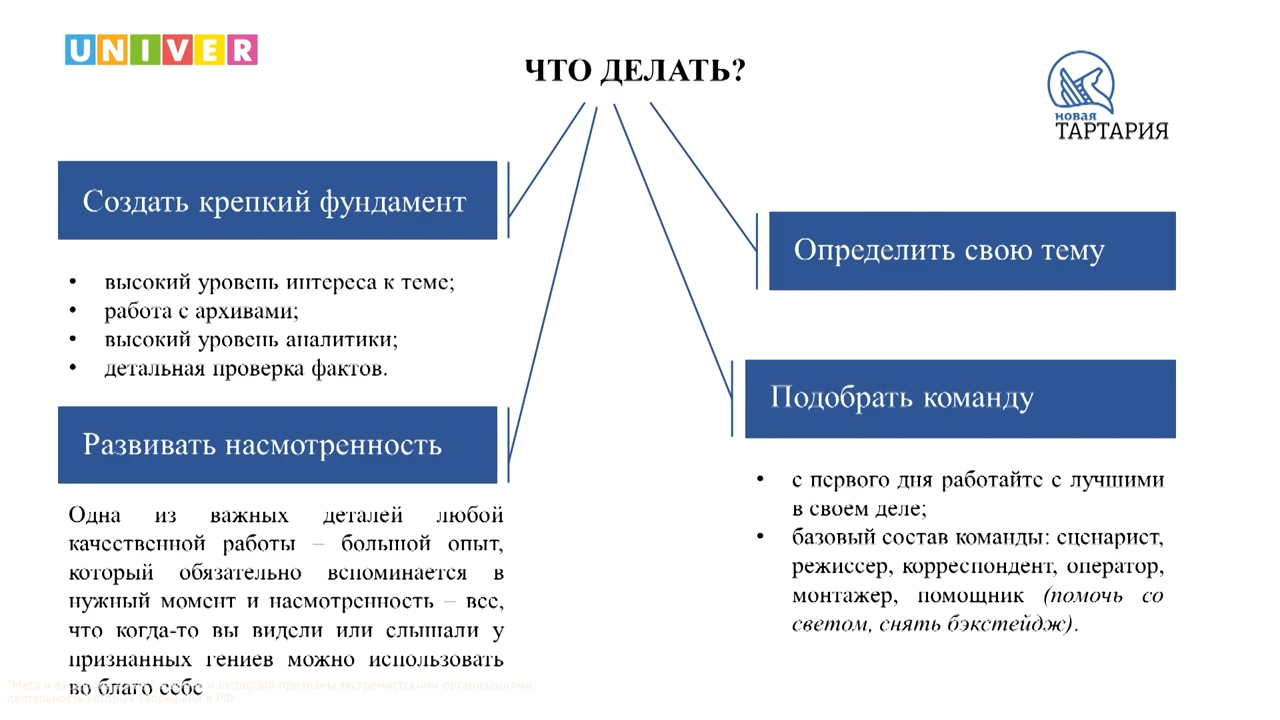 UNIVER
ЧТО ДЕЛАТЬ?
новая
ТАРТАРИЯ
Создать крепкий фундамент
• высокий уровень интереса к теме;
• работа с архивами;
• высокий уровень аналитики;
• детальная проверка фактов.
Развивать насмотренность
Одна из важных деталей любой
качественной работы – большой опыт,
который обязательно вспоминается в
нужный момент и насмотренность – все,
что когда-то вы видели или слышали у
признанных гениев можно использовать
во благо себе
Определить свою тему
Подобрать команду
• с первого дня работайте с лучшими
в своем деле;
• базовый состав команды: сценарист,
режиссер, корреспондент, оператор,
монтажер, помощник (помочь со
светом, снять бэкстейдж).
"Meta и Instagram признаны экстремистскими организациями,
деятельность запрещена в РФ